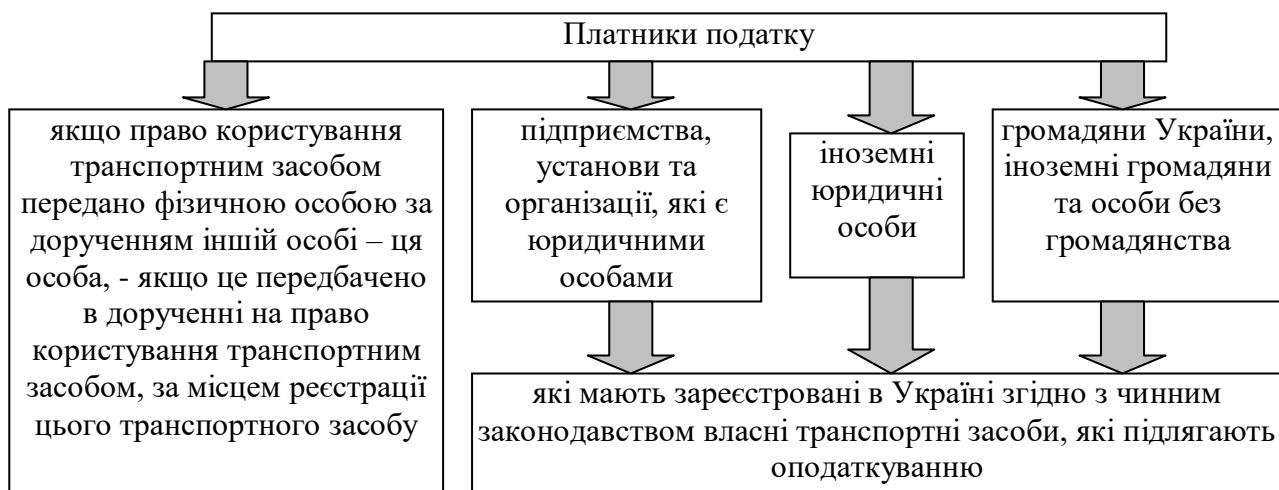 Платники податку
якщо право користування
транспортним засобом
передано фізичною особою за
дорученням іншій особі – ця
особа, - якщо це передбачено
в дорученні на право
користування транспортним
засобом, за місцем реєстрації
цього транспортного засобу
підприємства,
установи та
організації, які є
юридичними
особами
іноземні
юридичні
особи
громадяни України,
іноземні громадяни
та особи без
громадянства
які мають зареєстровані в Україні згідно з чинним
законодавством власні транспортні засоби, які підлягають
оподаткуванню